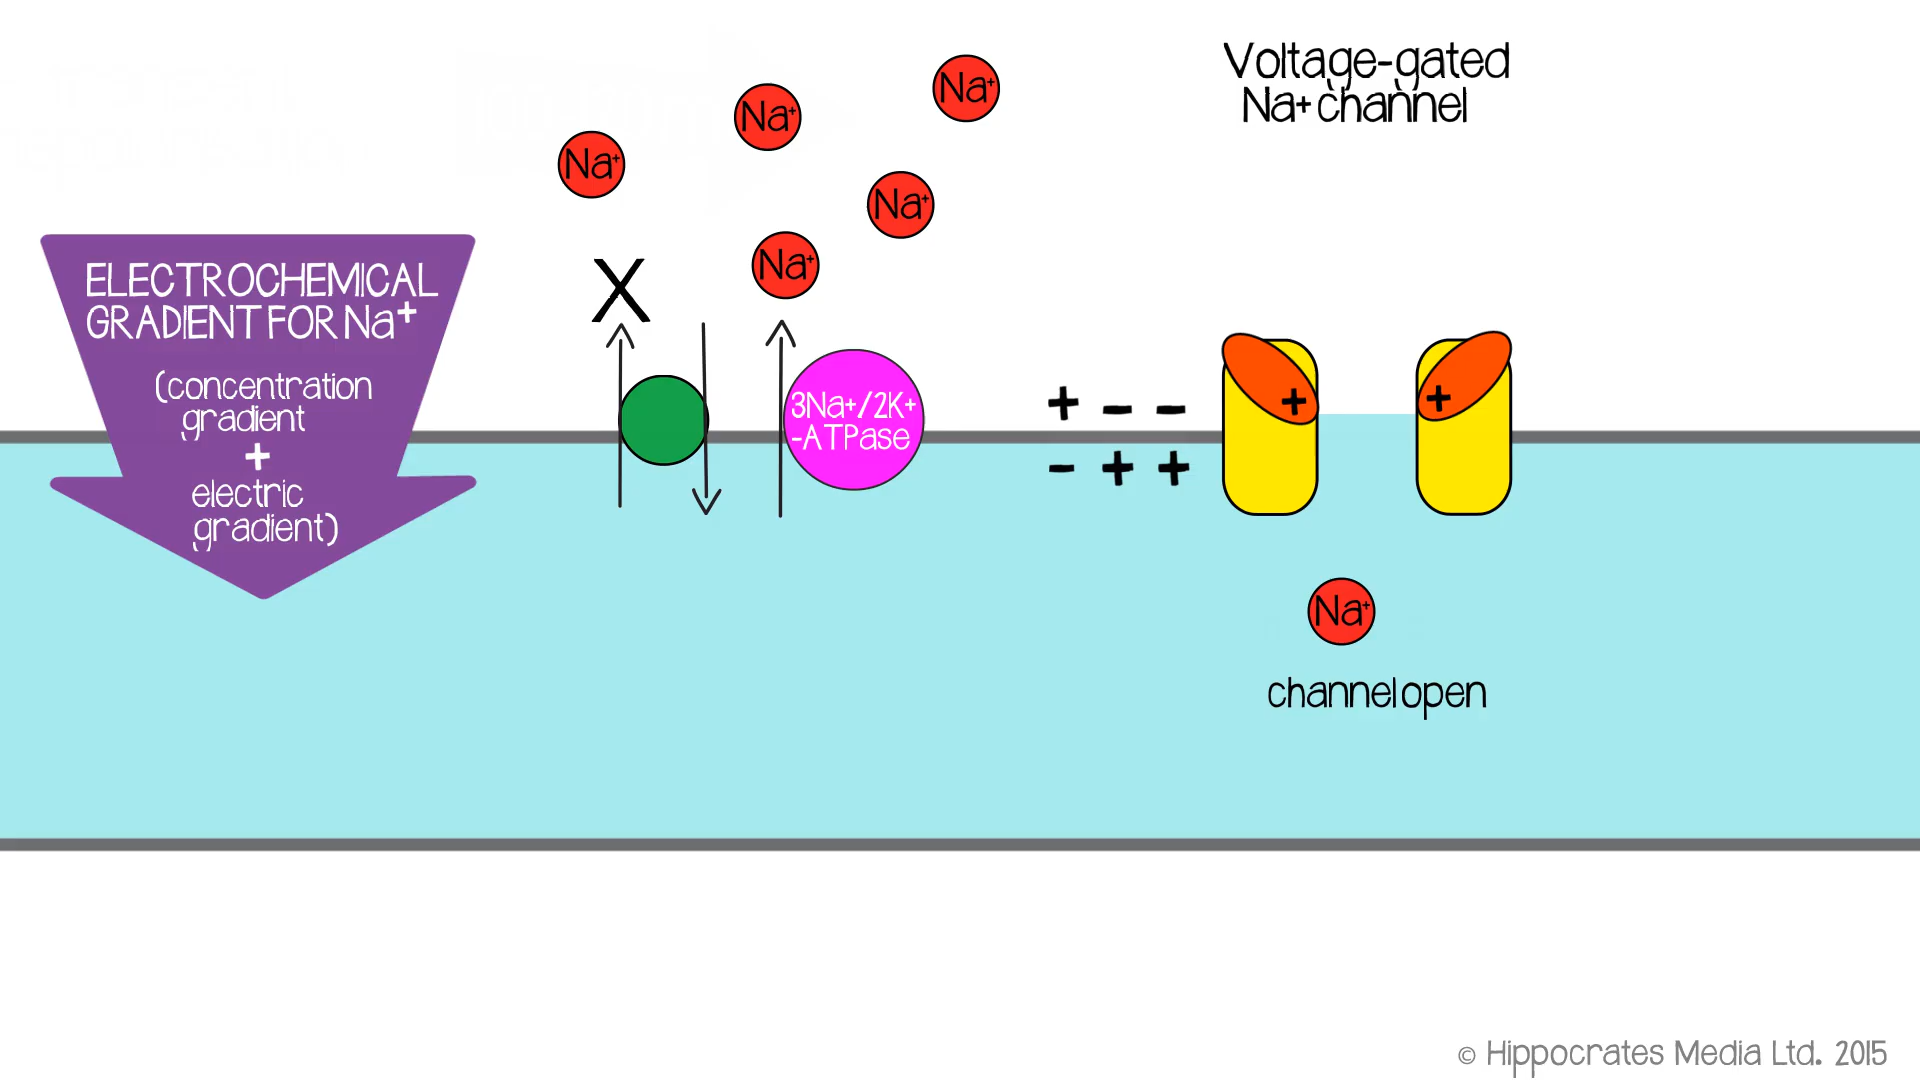 Voltage-gated
Na+ channel
Na+
Na+
Na+
Na+
Na+
ELECTROCHEMICAL
GRADIENT FOR Na+
(concentration
gradient
+
electric
gradient)
X
3Na+/2K+
-ATPase
+ − −
− + +
+
+
Na+
channel open
© Hippocrates Media Ltd. 2015